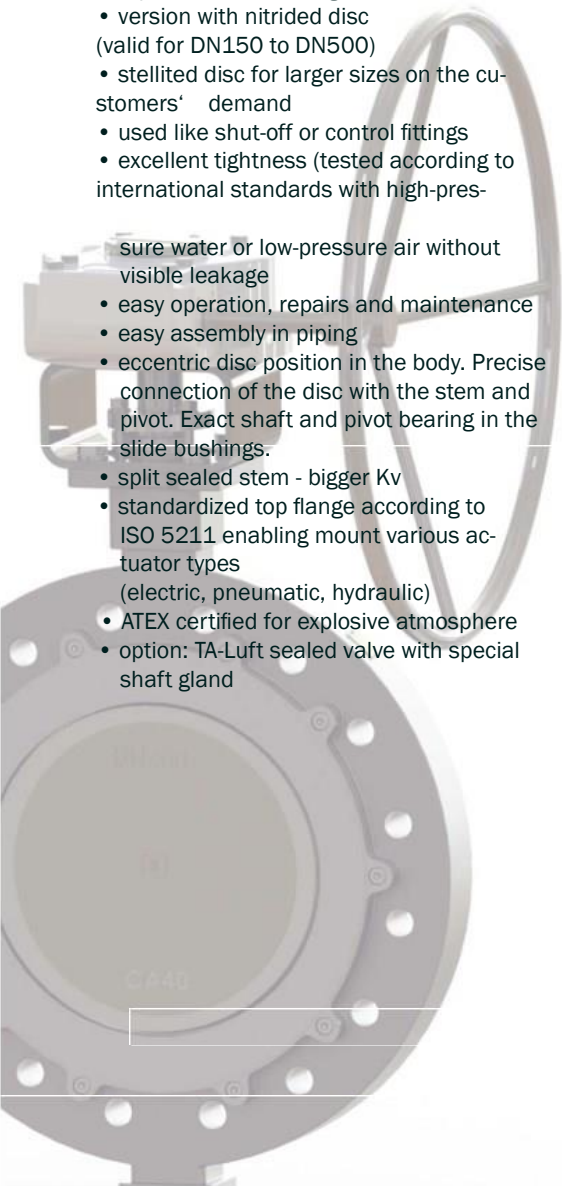 • version with nitrided disc
(valid for DN150 to DN500)
• stellited disc for larger sizes on the cu-
stomers‘ demand
• used like shut-off or control fittings
• excellent tightness (tested according to
international standards with high-pres-
sure water or low-pressure air without
visible leakage
• easy operation, repairs and maintenance
• easy assembly in piping
• eccentric disc position in the body. Precise
connection of the disc with the stem and
pivot. Exact shaft and pivot bearing in the
slide bushings.
• split sealed stem - bigger Kv
• standardized top flange according to
ISO 5211 enabling mount various ac-
tuator types
(electric, pneumatic, hydraulic)
• ATEX certified for explosive atmosphere
• option: TA-Luft sealed valve with special
shaft gland